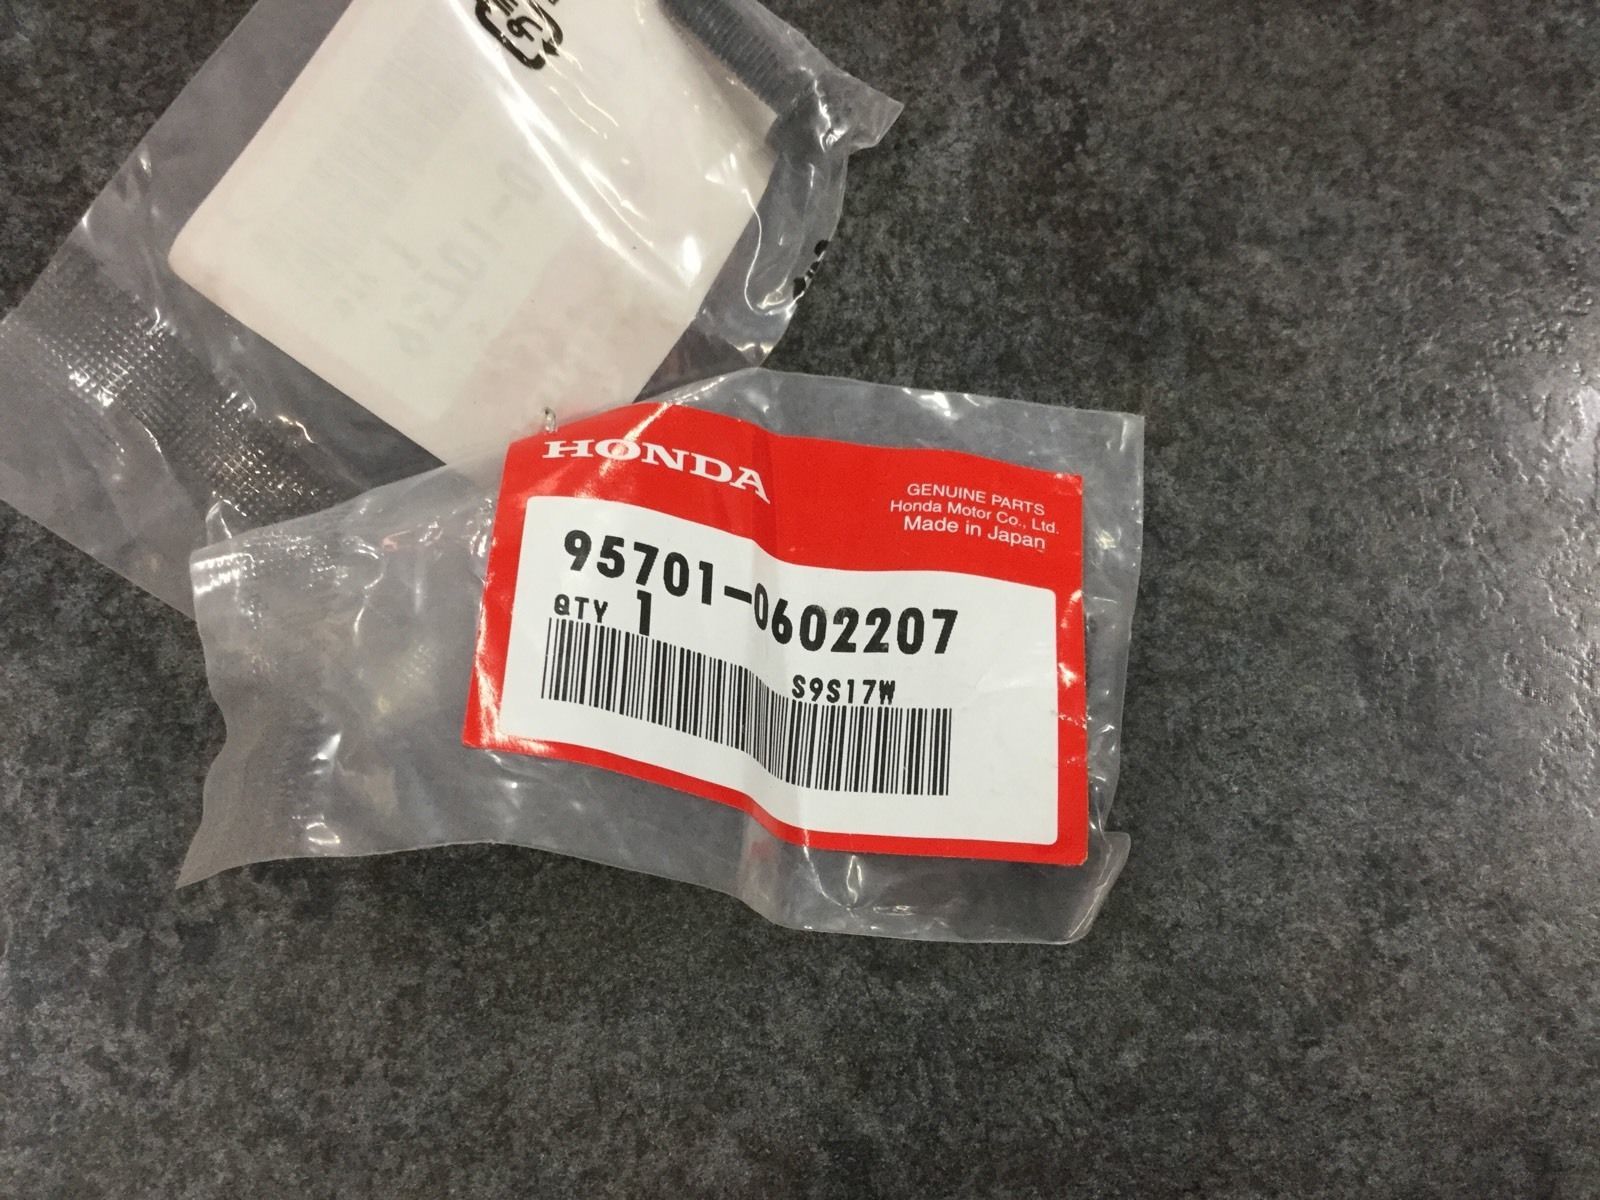 HONDA
GENUINE PARTS
Honda Motor Co., Ltd.
Made in Japan
95701-0602207
QTY 1
S9S17W